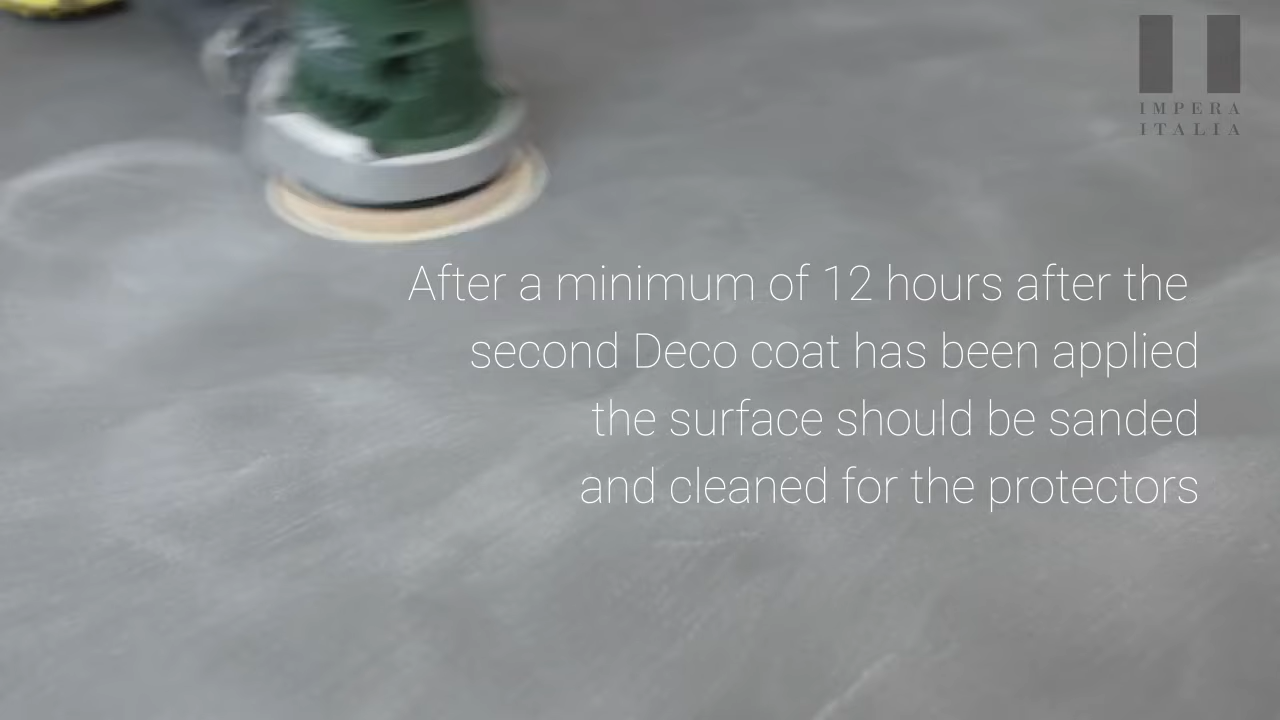 IMPERA
ITALIA
After a minimum of 12 hours after the
second Deco coat has been applied
the surface should be sanded
and cleaned for the protectors